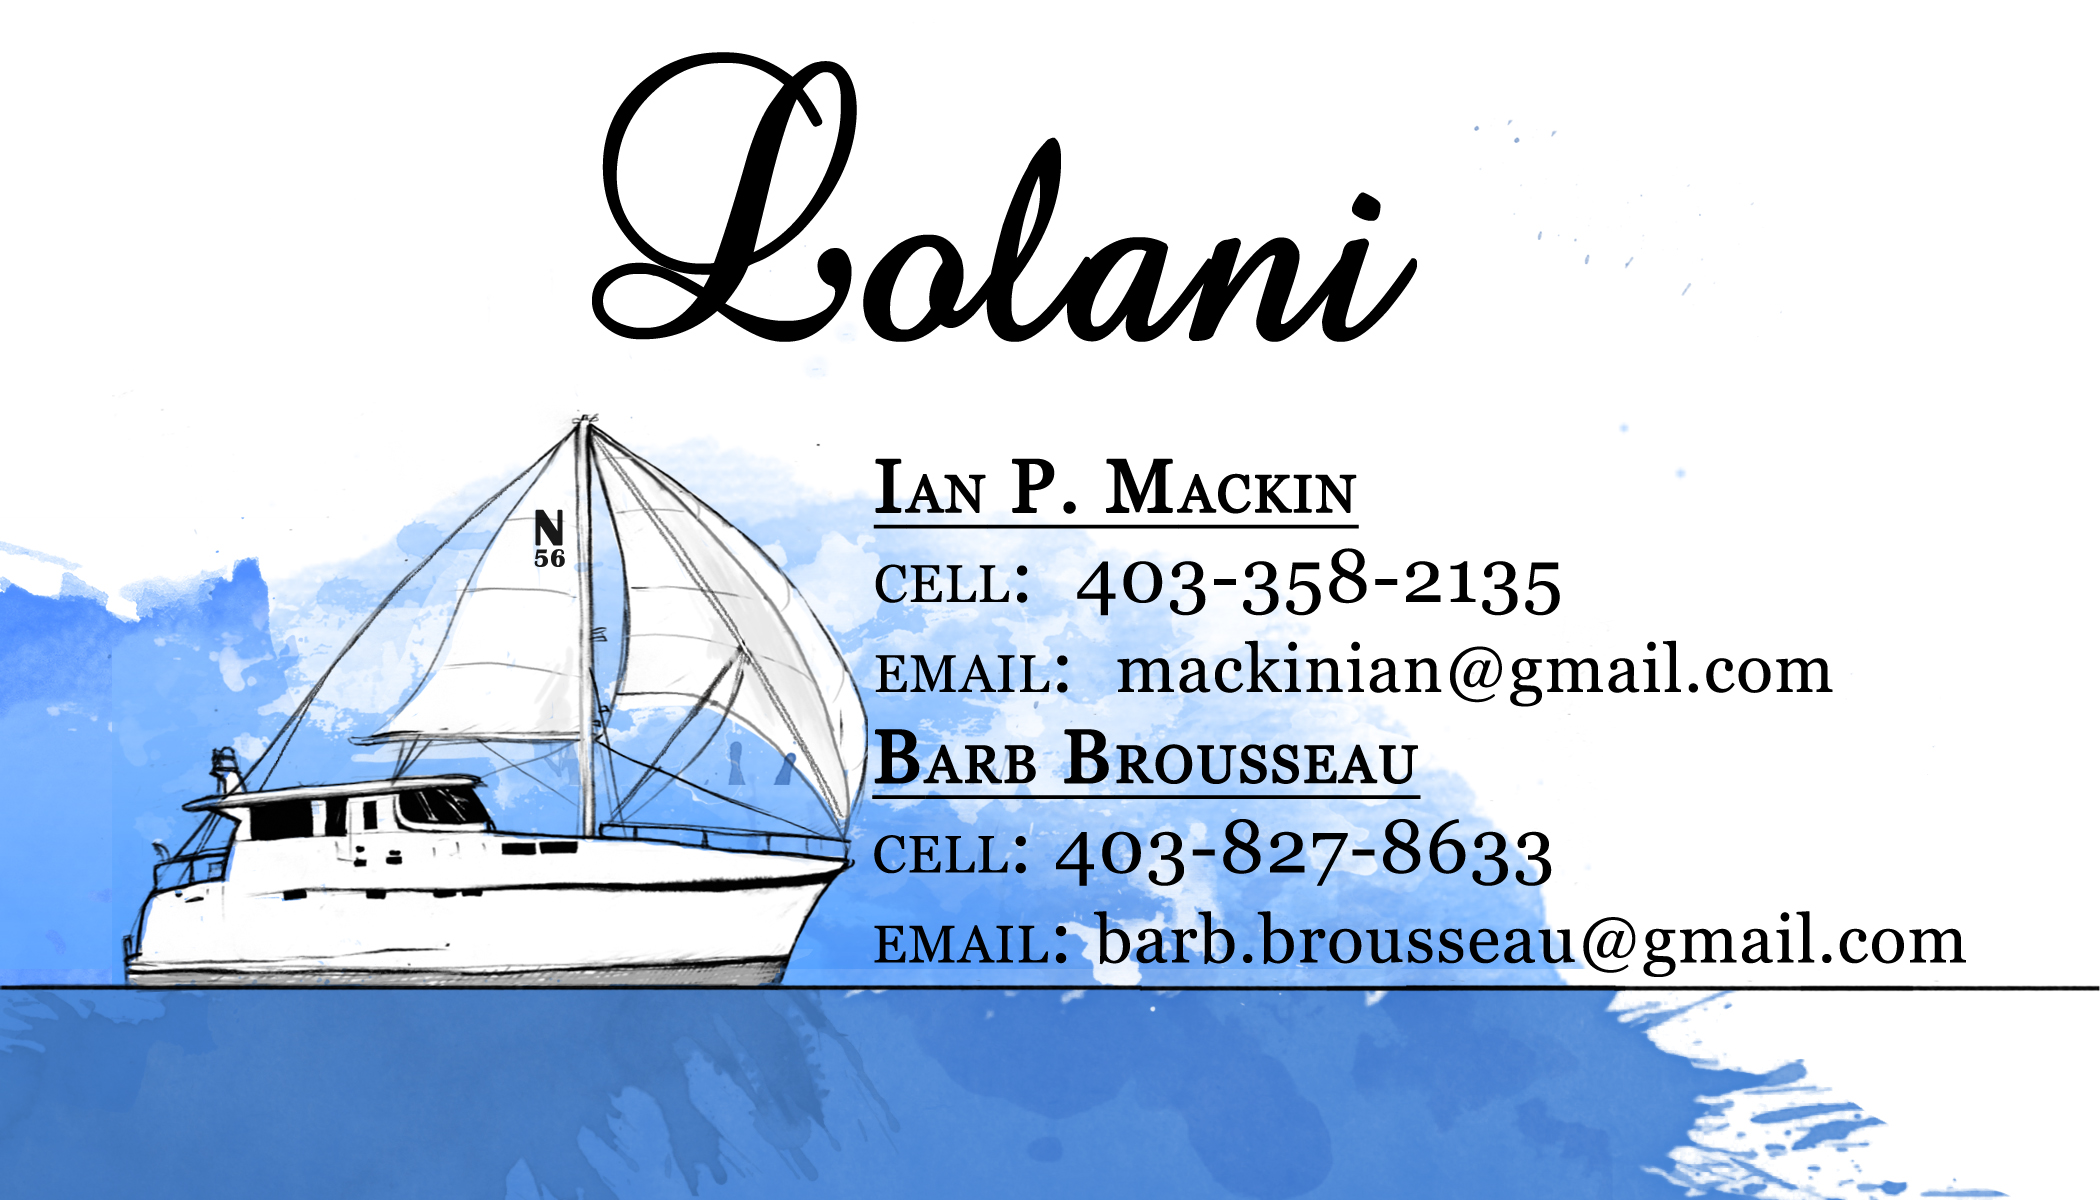 Lolani
N
56
Ian P. Mackin
cell: 403-358-2135
email: mackinian@gmail.com
Barb Brousseau
cell: 403-827-8633
email: barb.brousseau@gmail.com